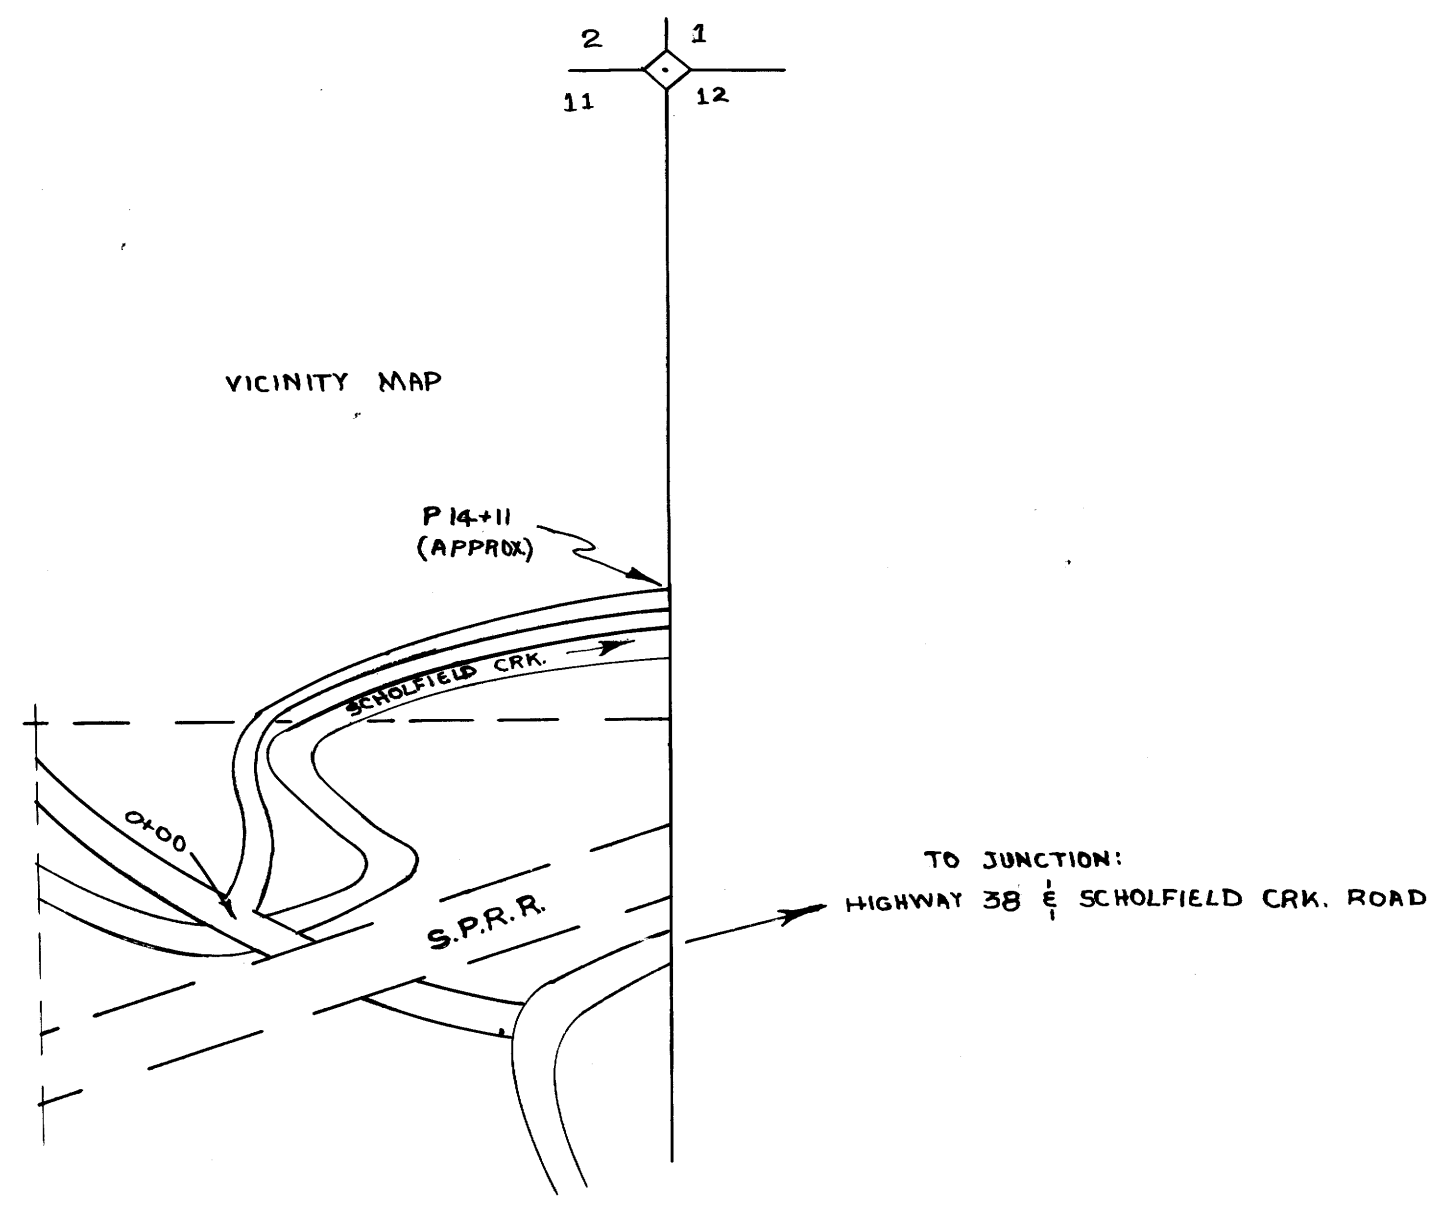 2 1
11 12
VICINITY MAP
P 14+11
(APPROX.)
SCHOLFIELD CRK.
0+00
TO JUNCTION:
HIGHWAY 38 & SCHOLFIELD CRK. ROAD
S.P.R.R.